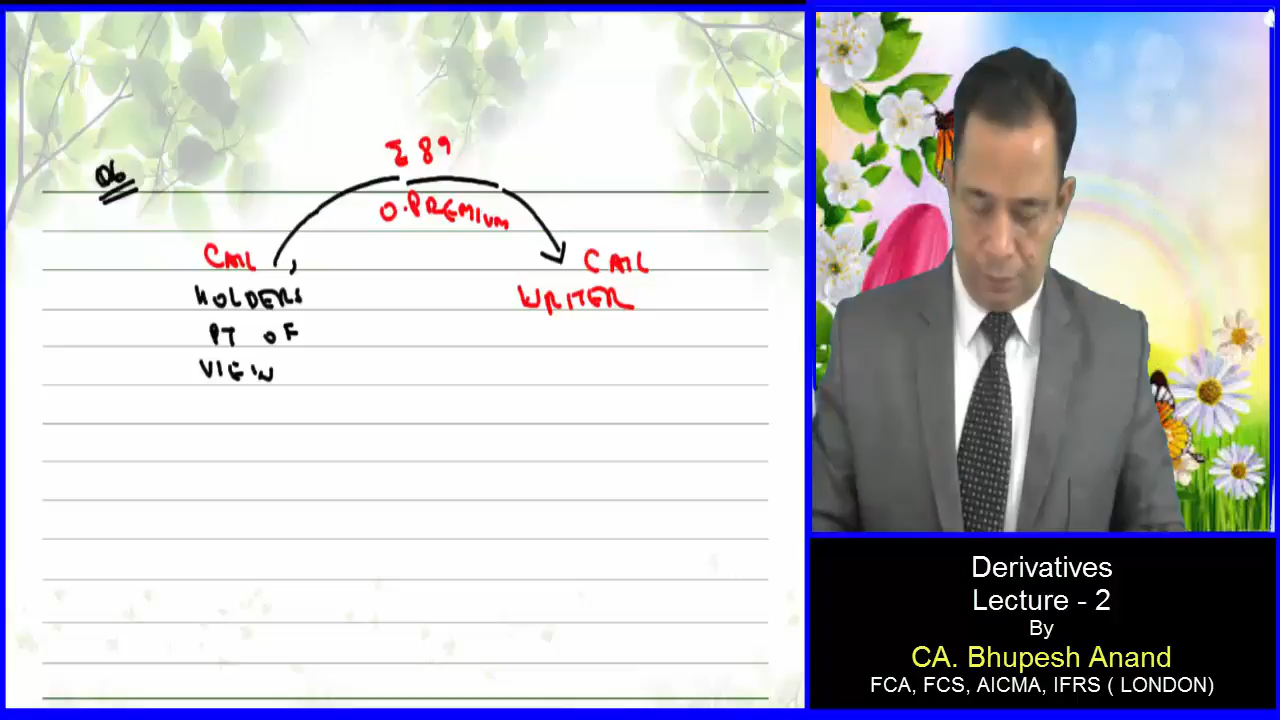 06
₹ 89
O. PREMIUM
CALL
HOLDERS
PT OF
VIEW
CALL
WRITER
Derivatives
Lecture - 2
By
CA. Bhupesh Anand
FCA, FCS, AICMA, IFRS ( LONDON)